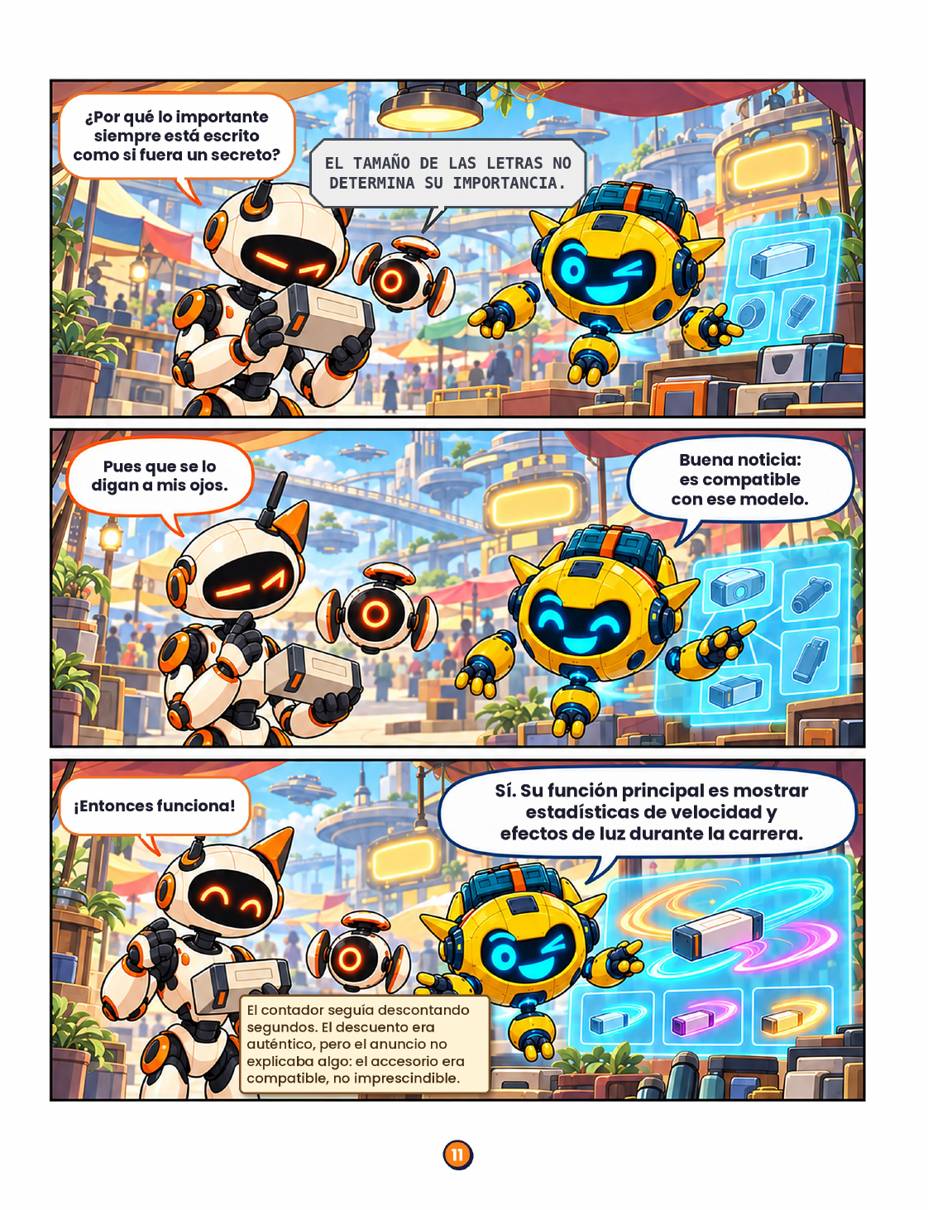 ¿Por qué lo importante
siempre está escrito
como si fuera un secreto?
EL TAMAÑO DE LAS LETRAS NO
DETERMINA SU IMPORTANCIA.
Pues que se lo
digan a mis ojos.
Buena noticia:
es compatible
con ese modelo.
¡Entonces funciona!
Sí. Su función principal es mostrar
estadísticas de velocidad y
efectos de luz durante la carrera.
El contador seguía descontando
segundos. El descuento era
auténtico, pero el anuncio no
explicaba algo: el accesorio era
compatible, no imprescindible.
11